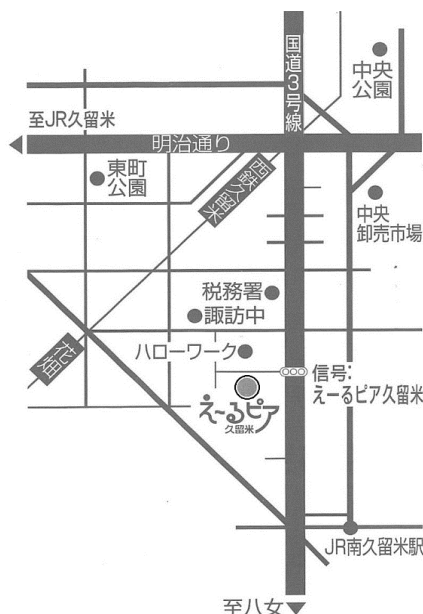 国道3号線
中央
公園
至JR久留米
明治通り
東町
公園
西鉄久留米
中央
卸売市場
税務署
諏訪中
花畑
ハローワーク
信号:
えーるピア久留米
えーるピア
久留米
JR南久留米駅
至八女